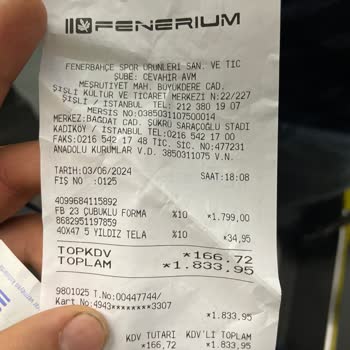 FENERIUM
FENERBAHÇE SPOR ÜRÜNLERİ SAN. VE TİC
ŞUBE: CEVAHİR AVM
MEŞRUTİYET MAH. BÜYÜKDERE CAD.
ŞİŞLİ KÜLTÜR VE TİCARET MERKEZİ N:22/227
ŞİŞLİ / İSTANBUL TEL: 212 380 19 07
MERSIS NO:0385031107500014
MERKEZ:BAĞDAT CAD. ŞÜKRÜ SARAÇOĞLU STADI
KADIKÖY / İSTANBUL TEL:0216 542 17 00
FAKS:0216 542 17 48 TIC. SIC. NO:477231
ANADOLU KURUMLAR V.D. 3850311075 V.N.
TARİH:03/06/2024 SAAT:18:08
FİŞ NO :0125
4099684115892
FB 23 ÇUBUKLU FORMA %10 *1.799,00
8682951197859
40X47 5 YILDIZ TELA %10 *34,95
TOPKDV *166.72
TOPLAM *1.833.95
9801025 T.No:00447744/
Kart No:4943********3307 *1.833,95
KDV TUTARI KDV'Lİ TOPLAM
*166,72 *1.833,95